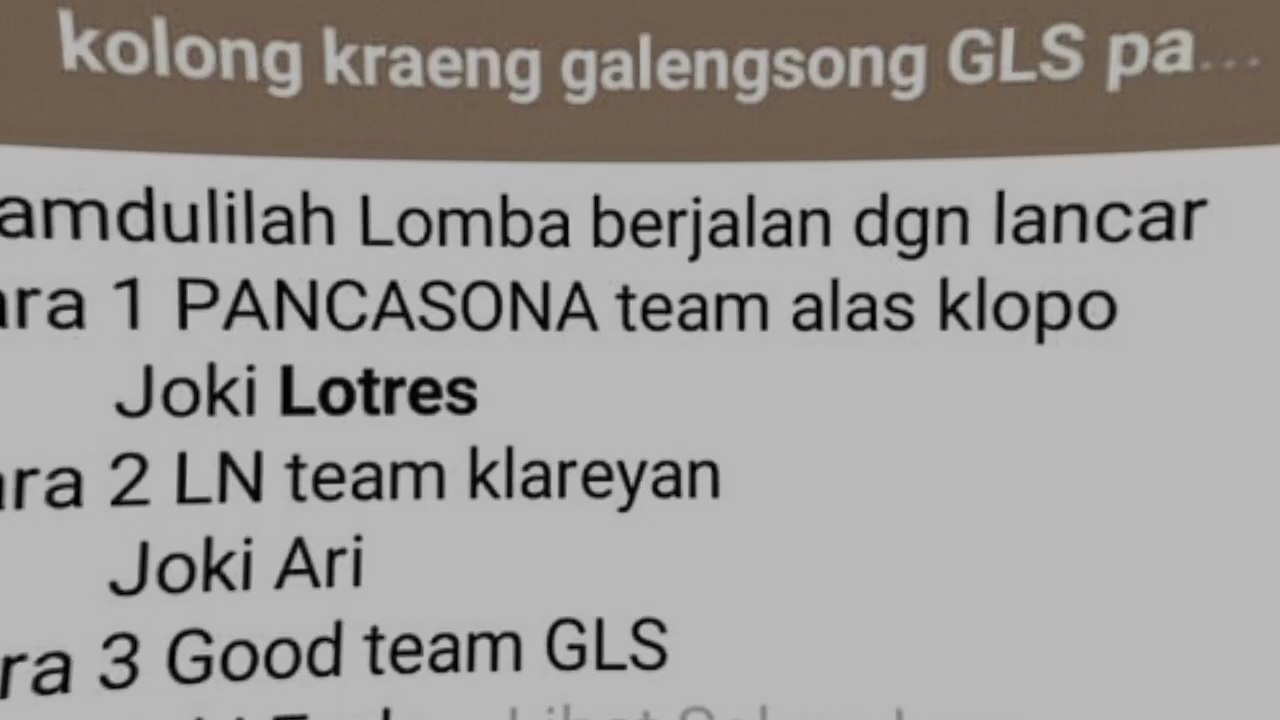 kolong kraeng galengsong GLS pa...
amdulilah Lomba berjalan dgn lancar
ara 1 PANCASONA team alas klopo
Joki Lotres
ara 2 LN team klareyan
Joki Ari
ra 3 Good team GLS